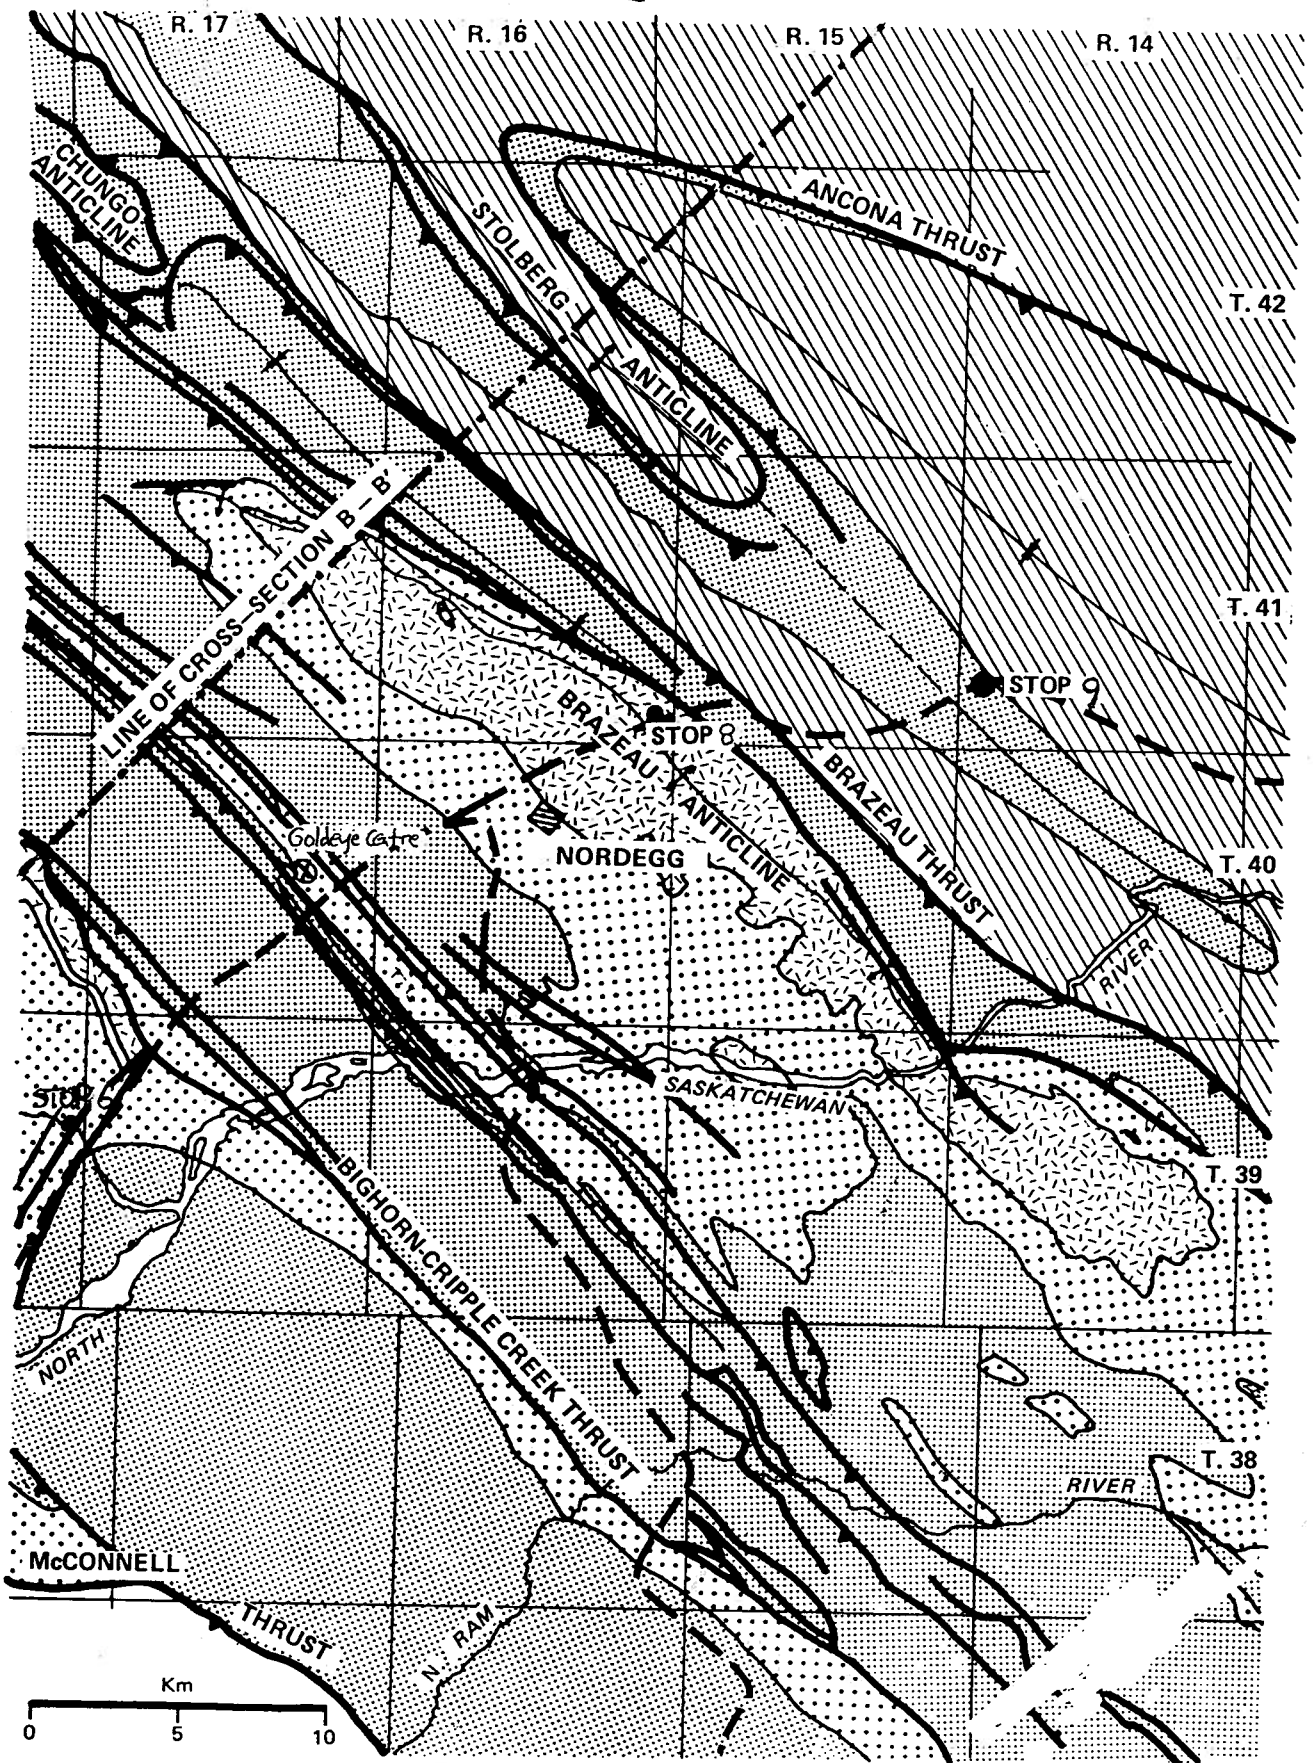 R. 17
R. 16
R. 15
R. 14
CHUNGO
ANTICLINE
STOLBERG
ANTICLINE
ANCONA THRUST
T. 42
LINE OF CROSS-SECTION B - B'
T. 41
STOP 9
BRAZEAU
ANTICLINE
STOP 8
BRAZEAU THRUST
Goldeye
NORDEGG
T. 40
RIVER
SASKATCHEWAN
T. 39
BIGHORN-CRIPPLE CREEK THRUST
NORTH
T. 38
RIVER
McCONNELL
THRUST
N. RAM
Km
0 5 10